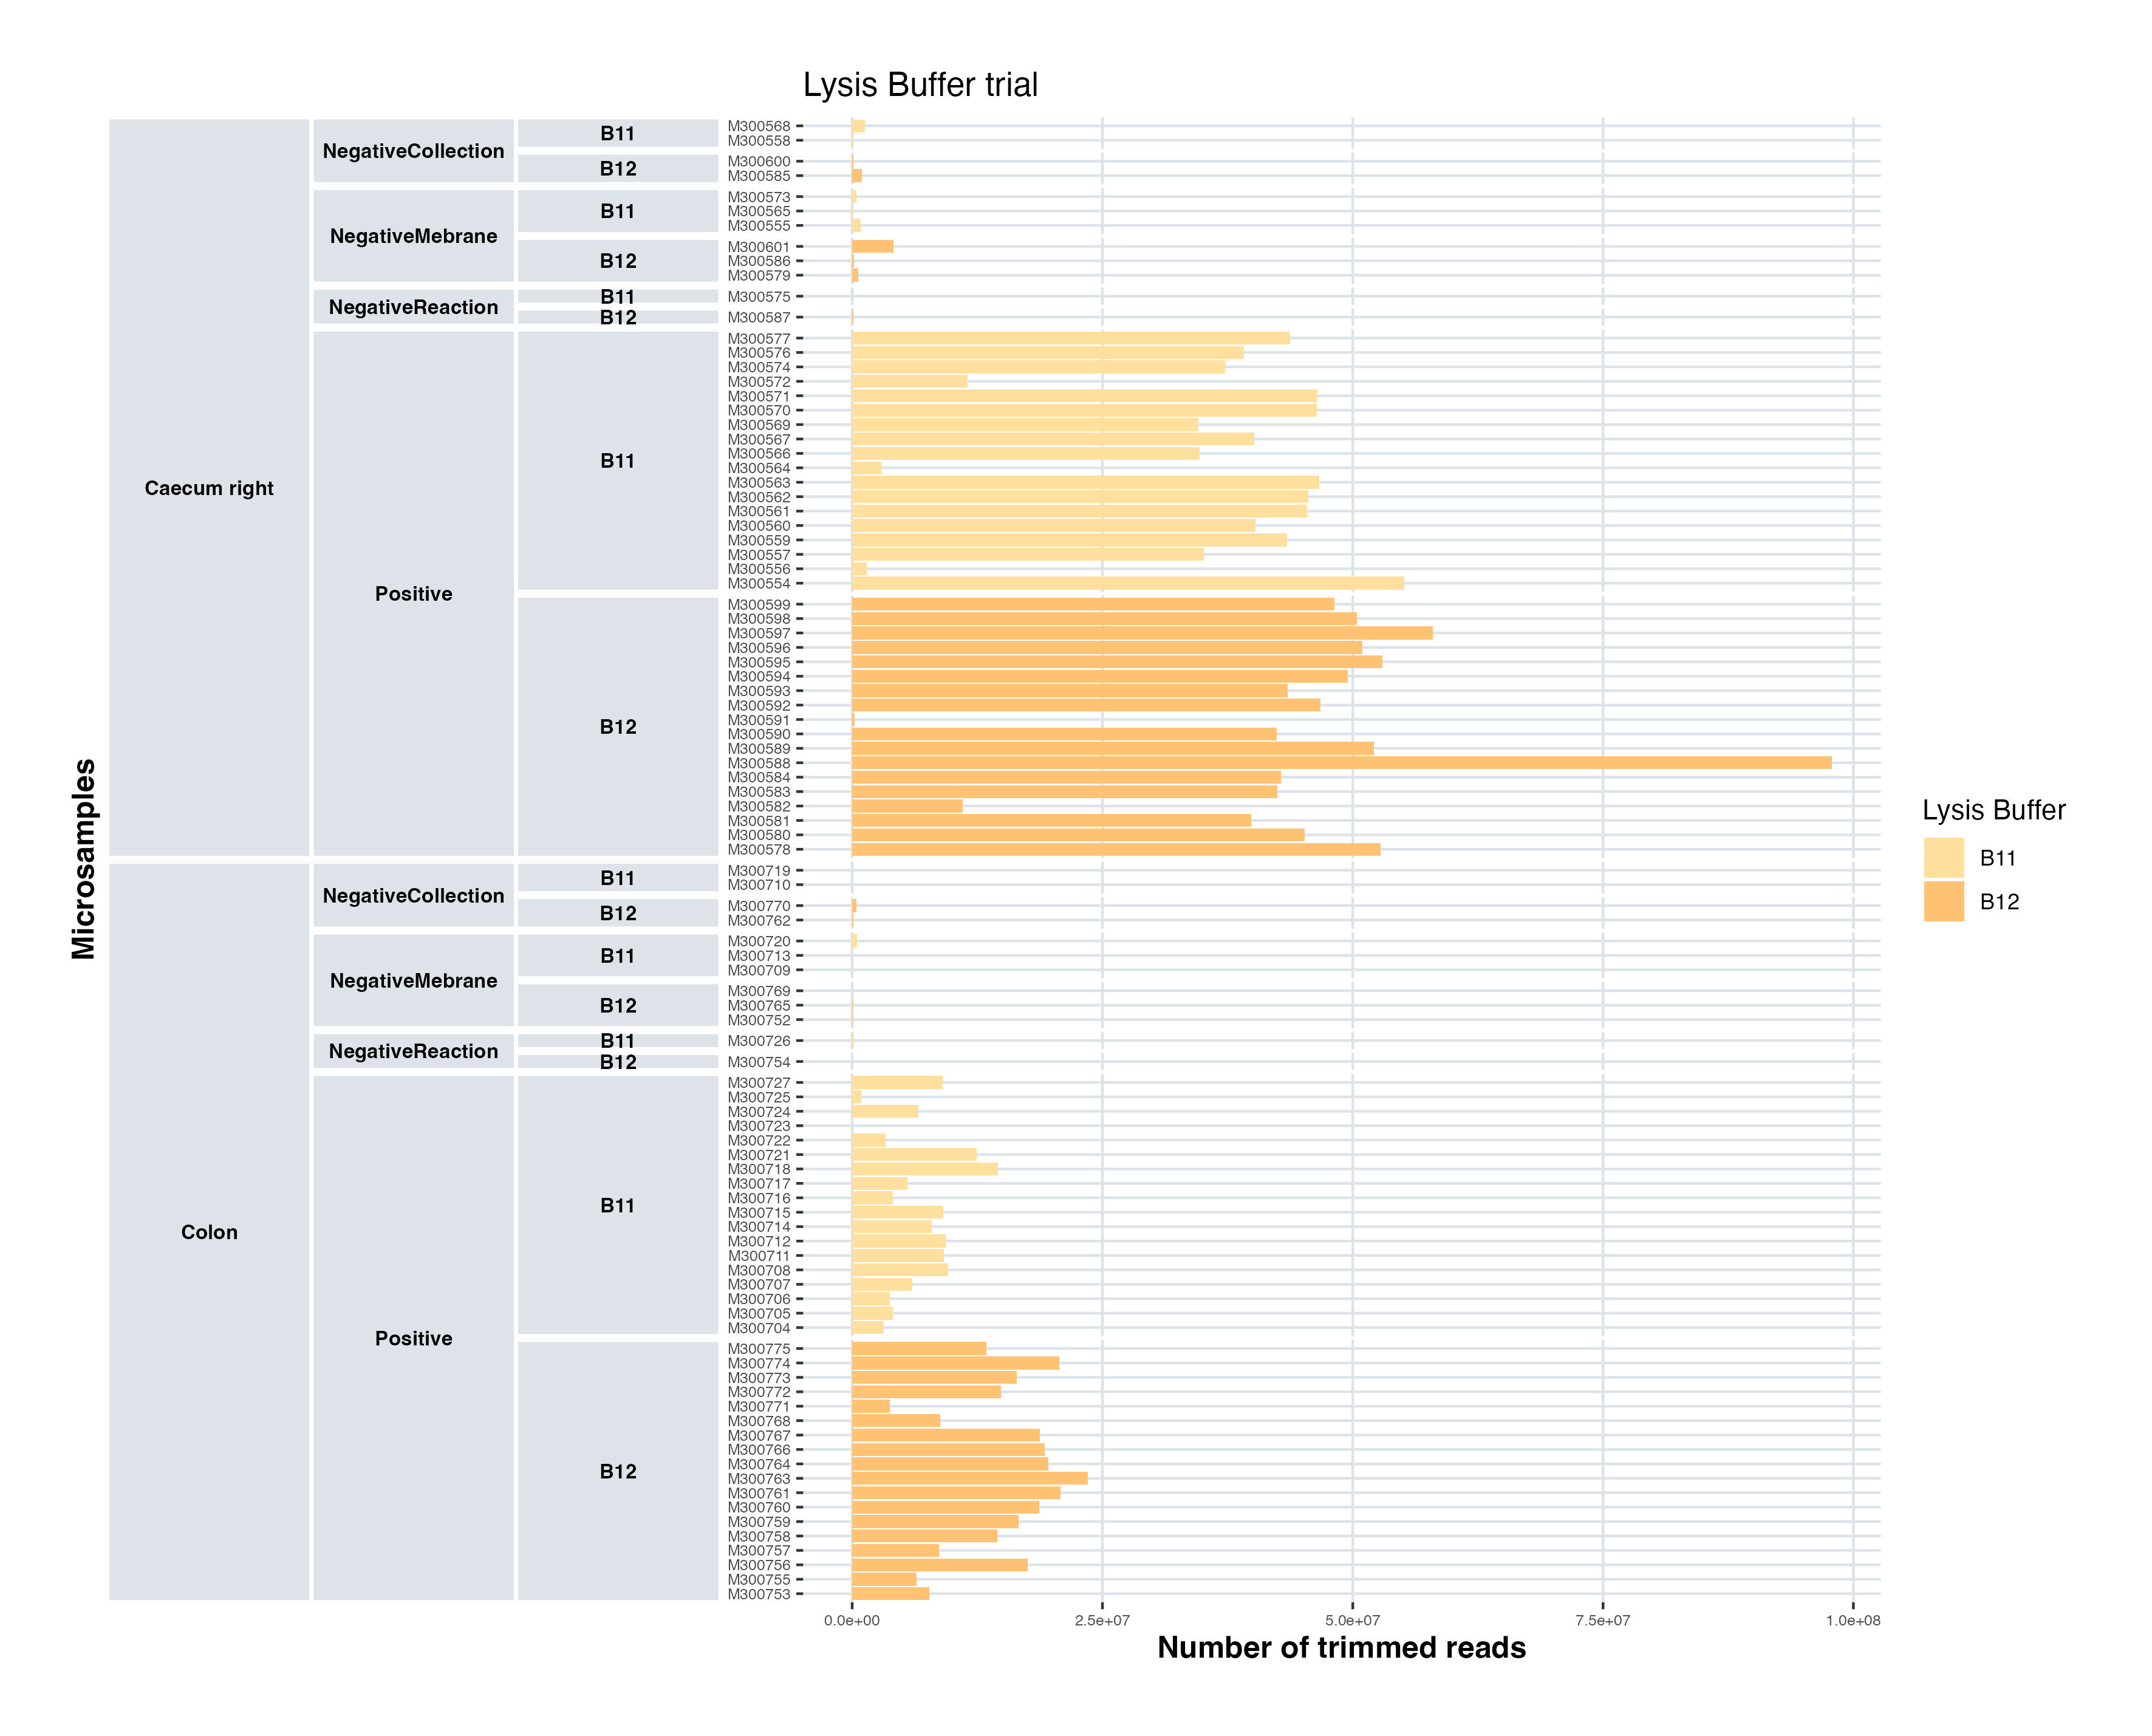 Lysis Buffer trial
Microsamples
Caecum right
NegativeCollection
B11
M300568
M300558
B12
M300600
M300585
NegativeMebrane
B11
M300573
M300565
M300555
B12
M300601
M300586
M300579
NegativeReaction
B11
M300575
B12
M300587
Positive
B11
M300577
M300576
M300574
M300572
M300571
M300570
M300569
M300567
M300566
M300564
M300563
M300562
M300561
M300560
M300559
M300557
M300556
M300554
B12
M300599
M300598
M300597
M300596
M300595
M300594
M300593
M300592
M300591
M300590
M300589
M300588
M300584
M300583
M300582
M300581
M300580
M300578
Colon
NegativeCollection
B11
M300719
M300710
B12
M300770
M300762
NegativeMebrane
B11
M300720
M300713
M300709
B12
M300769
M300765
M300752
NegativeReaction
B11
M300726
B12
M300754
Positive
B11
M300727
M300725
M300724
M300723
M300722
M300721
M300718
M300717
M300716
M300715
M300714
M300712
M300711
M300708
M300707
M300706
M300705
M300704
B12
M300775
M300774
M300773
M300772
M300771
M300768
M300767
M300766
M300764
M300763
M300761
M300760
M300759
M300758
M300757
M300756
M300755
M300753
0.0e+00 2.5e+07 5.0e+07 7.5e+07 1.0e+08
Number of trimmed reads
Lysis Buffer
B11
B12